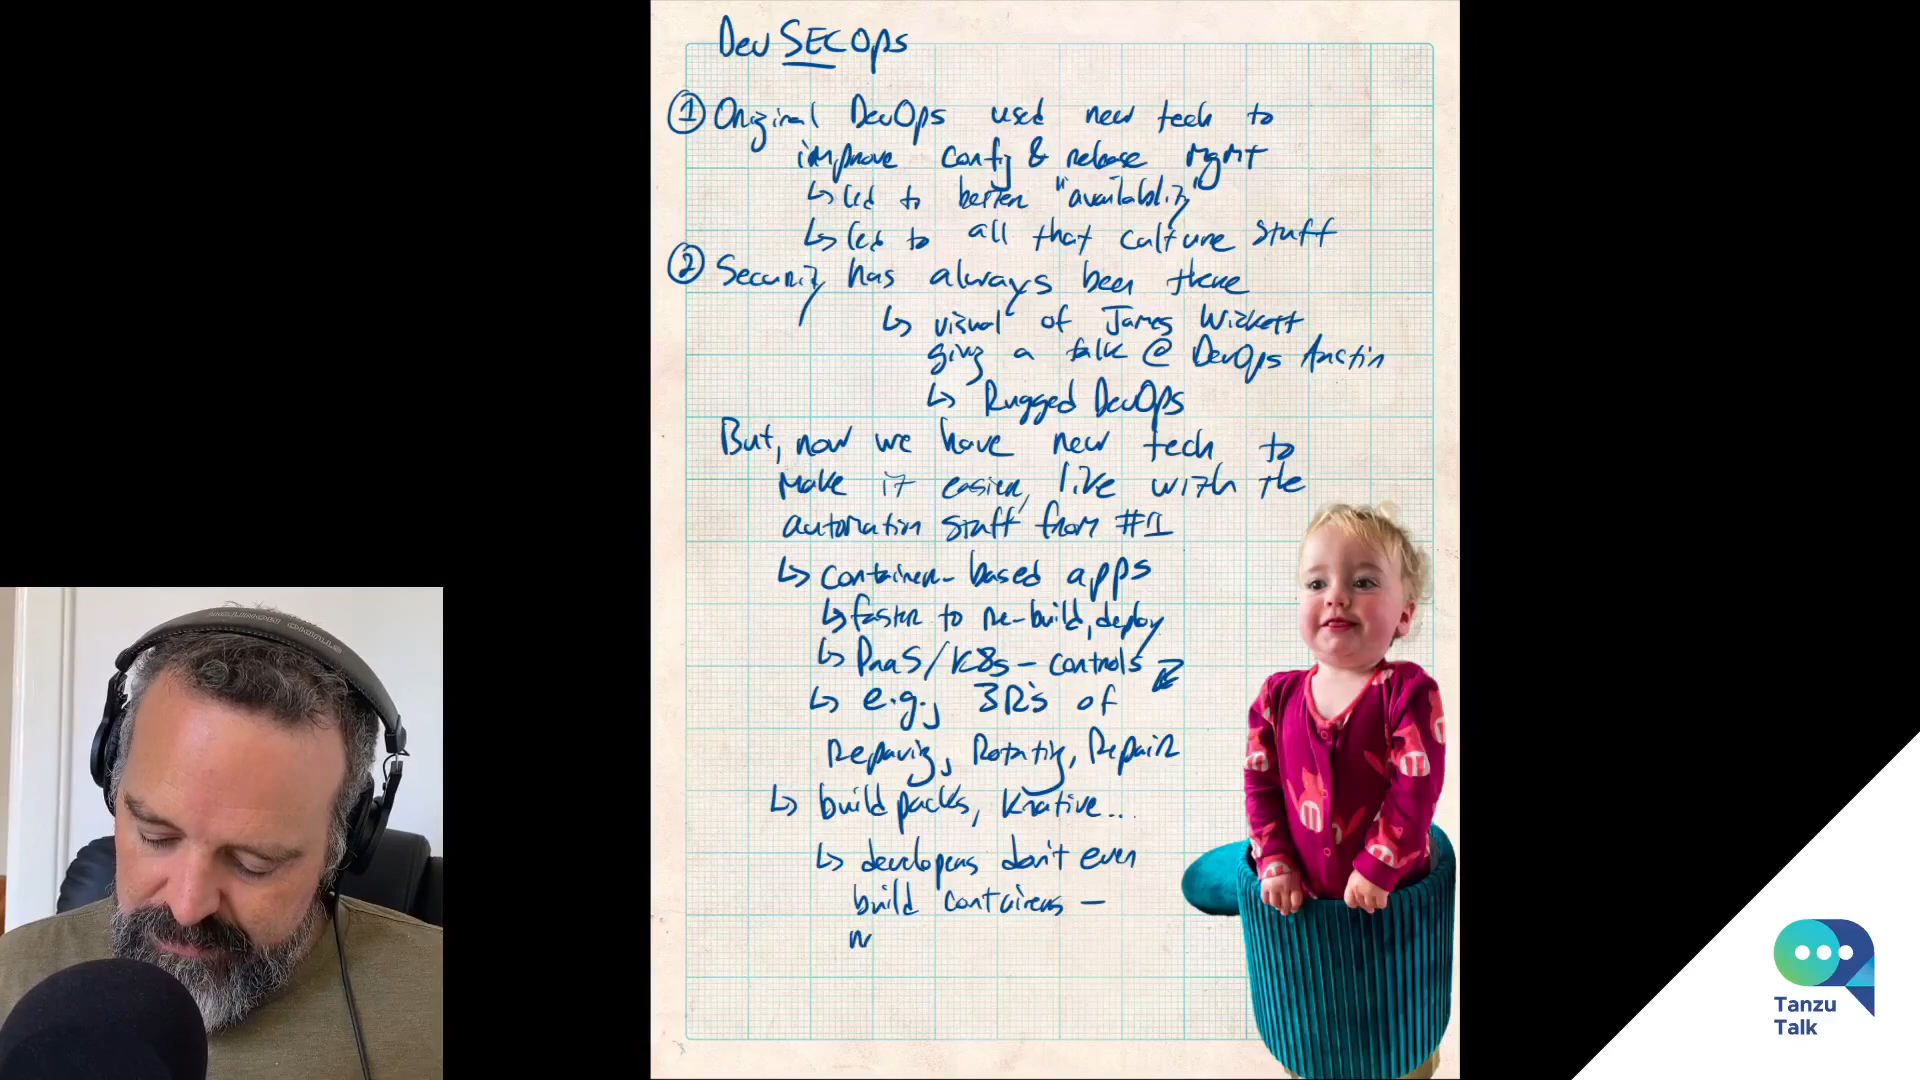 Dev SECOps
① Original DevOps used new tech to
improve config & release mgmt
↳ led to better "availability"
↳ led to all that culture stuff
② Security has always been there
↳ visual of James Wickett
giving a talk @ DevOps Austin
↳ Rugged DevOps
But, now we have new tech to
make it easier, like with the
automation stuff from #1
↳ container-based apps
↳ faster to re-build, deploy
↳ PaaS/K8s - controls
↳ e.g., 3R's of
Repaving, Rotating, Repair
↳ buildpacks, Knative...
↳ developers don't even
build containers -
w
Tanzu
Talk